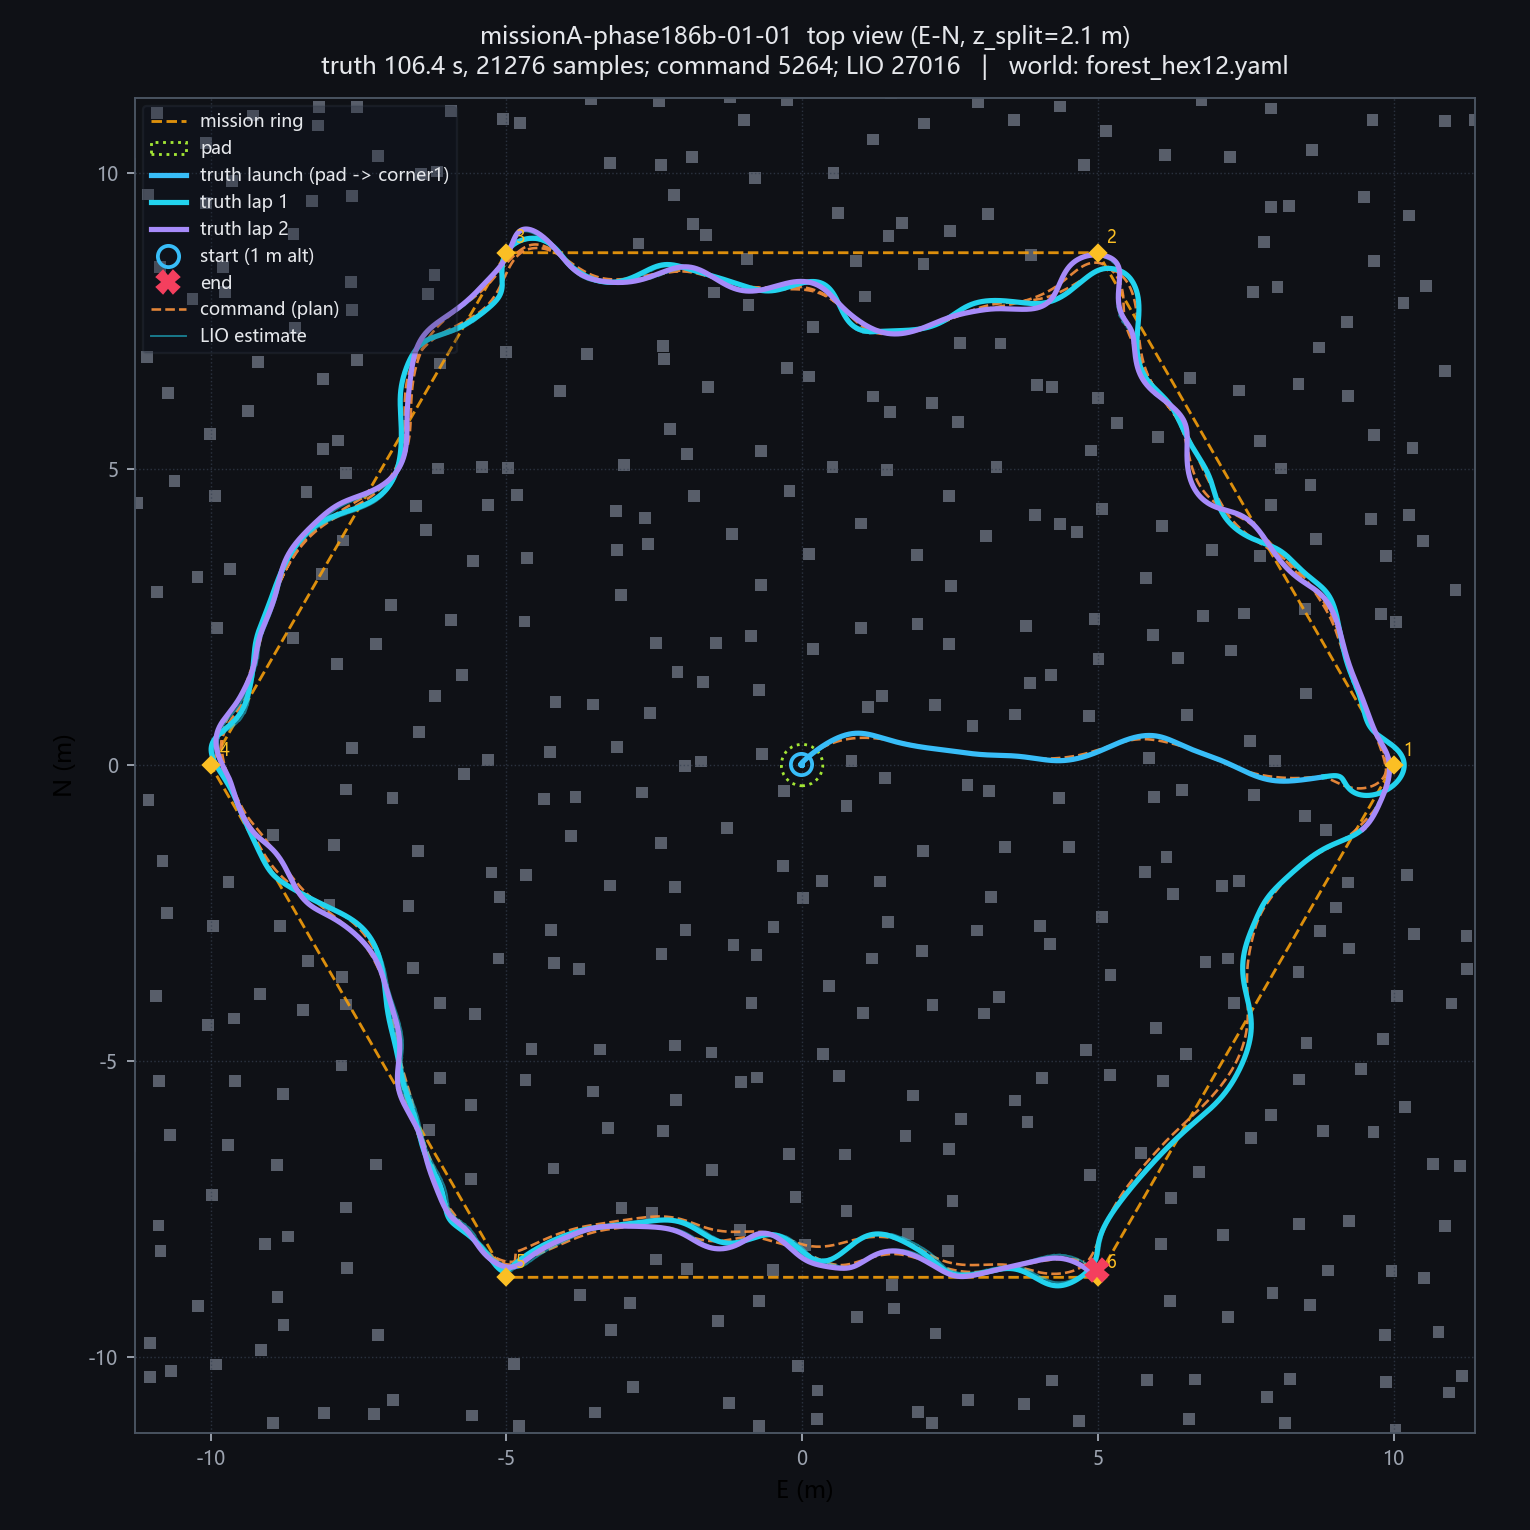 missionA-phase186b-01-01  top view (E-N, z_split=2.1 m)
truth 106.4 s, 21276 samples; command 5264; LIO 27016   |   world: forest_hex12.yaml
mission ring
pad
truth launch (pad -> corner1)
truth lap 1
truth lap 2
start (1 m alt)
end
command (plan)
LIO estimate
10
5
0
-5
-10
N (m)
3
2
4
1
5
6
-10
-5
0
5
10
E (m)